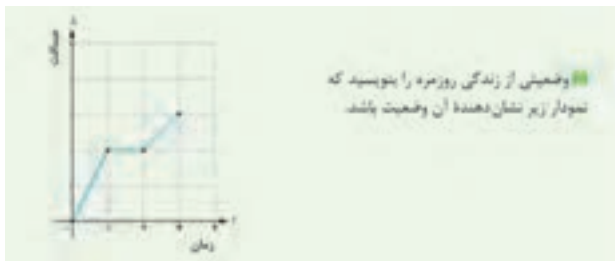 وضعیتی از زندگی روزمره را بنویسید که
نمودار زیر نشان‌دهندهٔ آن وضعیت باشد.
مسافت
زمان